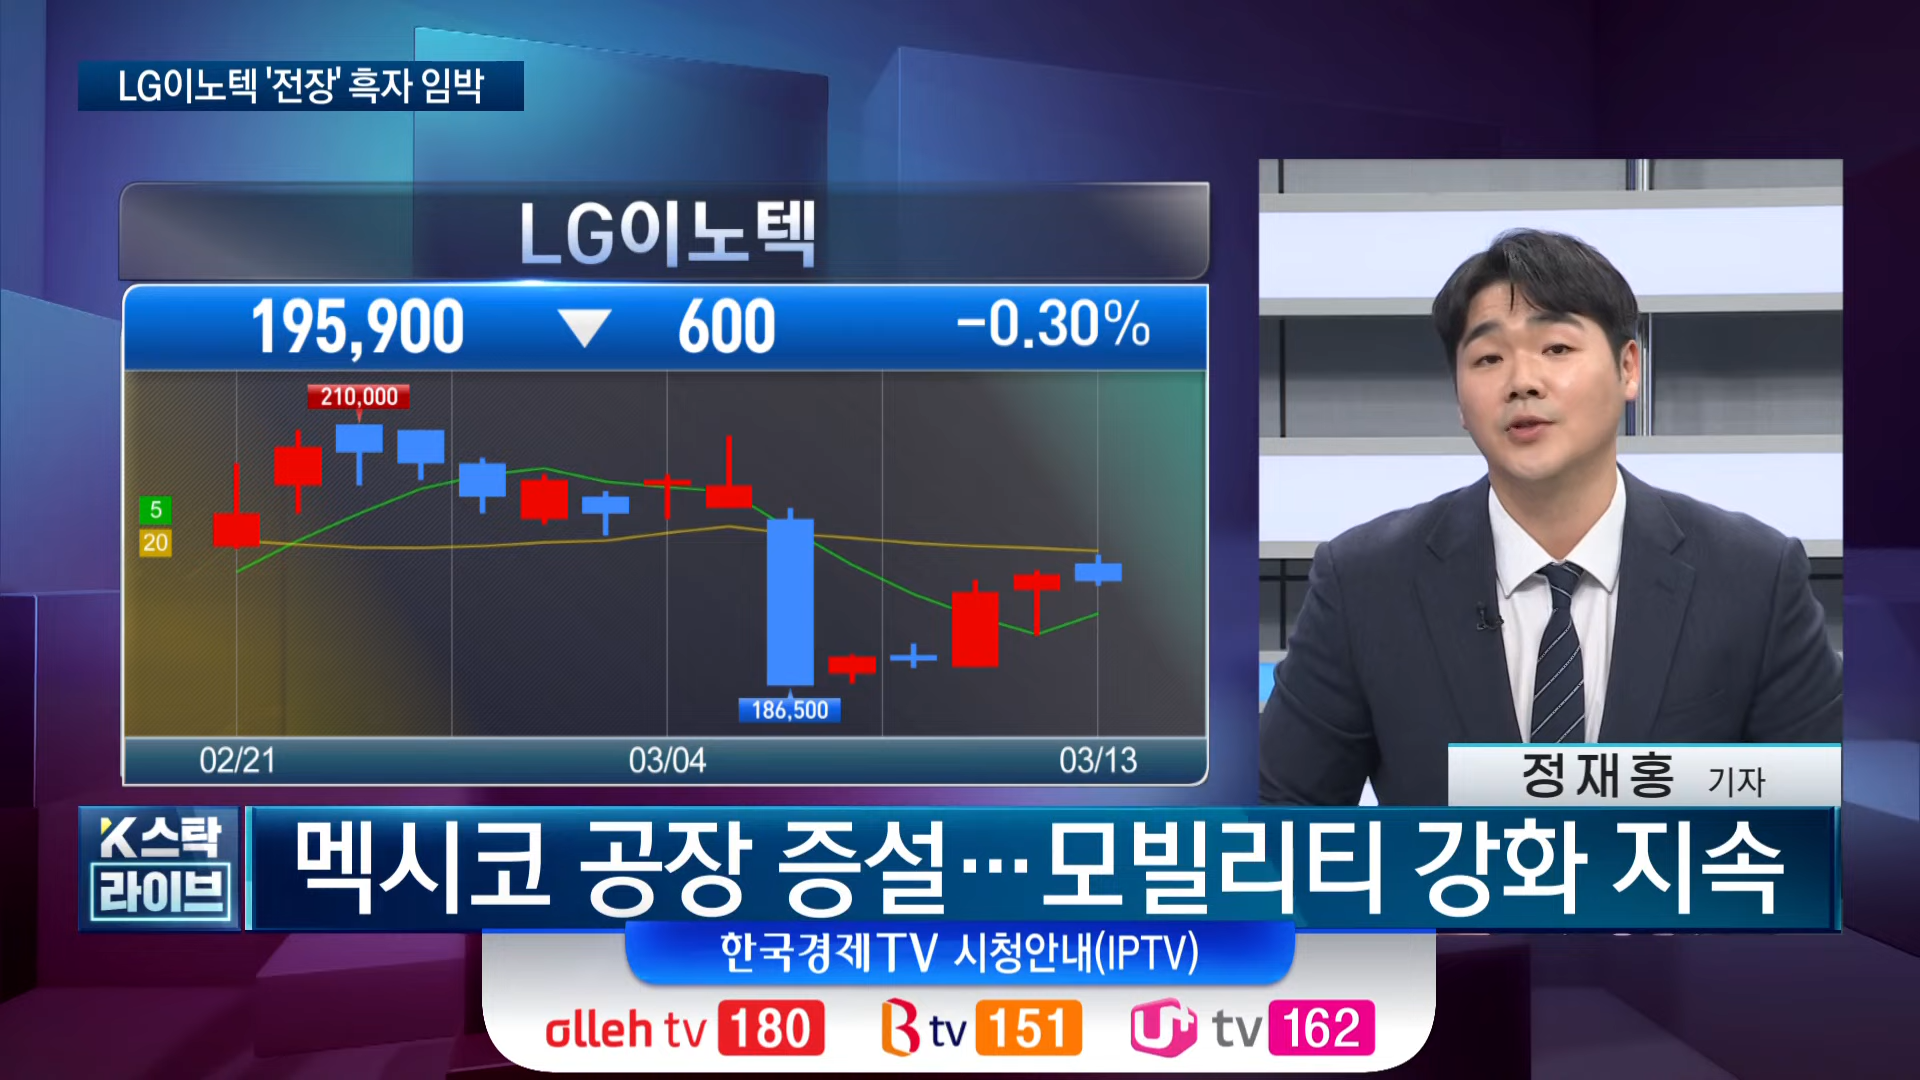 LG이노텍 '전장' 흑자 임박
LG이노텍
195,900 ▼ 600 -0.30%
210,000
5
20
186,500
02/21 03/04 03/13
정재홍 기자
K스탁
라이브
멕시코 공장 증설…모빌리티 강화 지속
한국경제TV 시청안내(IPTV)
olleh tv 180 B tv 151 U+ tv 162